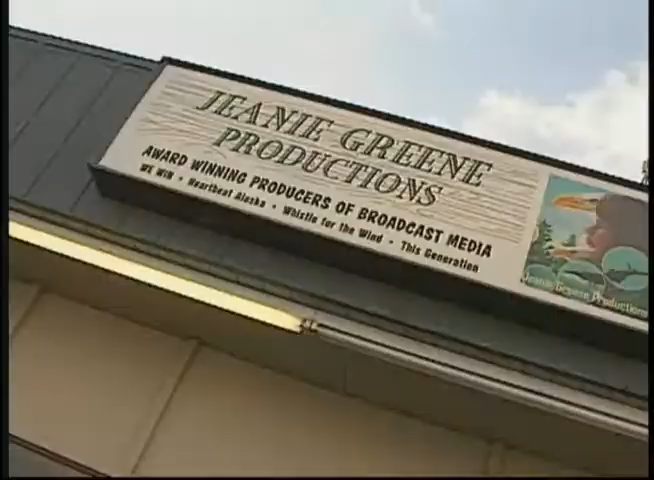 JEANIE GREENE
PRODUCTIONS
AWARD WINNING PRODUCERS OF BROADCAST MEDIA
WE WIN • Heartbeat Alaska • Whistle for the Wind • This Generation
Jeanie Greene Productions